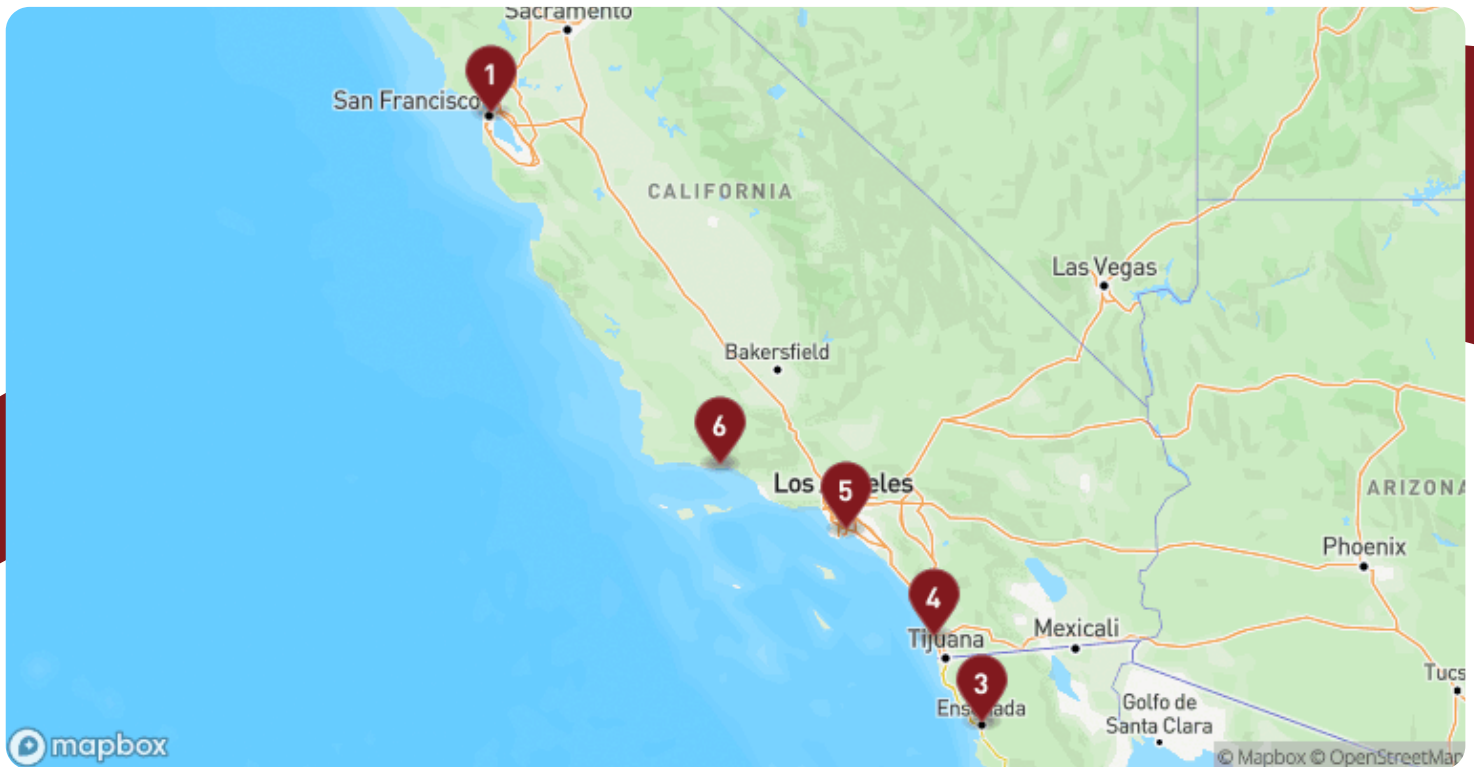 Sacramento
1
San Francisco
CALIFORNIA
Las Vegas
Bakersfield
6
Los
eles
5
ARIZONA
Phoenix
4
Tijuana
Mexicali
3
Ens
ada
Tucs
Golfo de
Santa Clara
mapbox
© Mapbox © OpenStreetMap